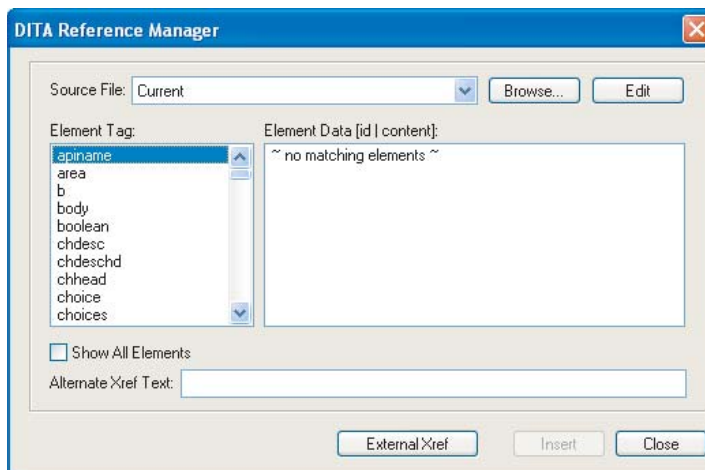 DITA Reference Manager
Source File: Current Browse... Edit
Element Tag: Element Data [id | content]:
apiname ~ no matching elements ~
area
b
body
boolean
chdesc
chdeschd
chhead
choice
choices
Show All Elements
Alternate Xref Text:
External Xref Insert Close